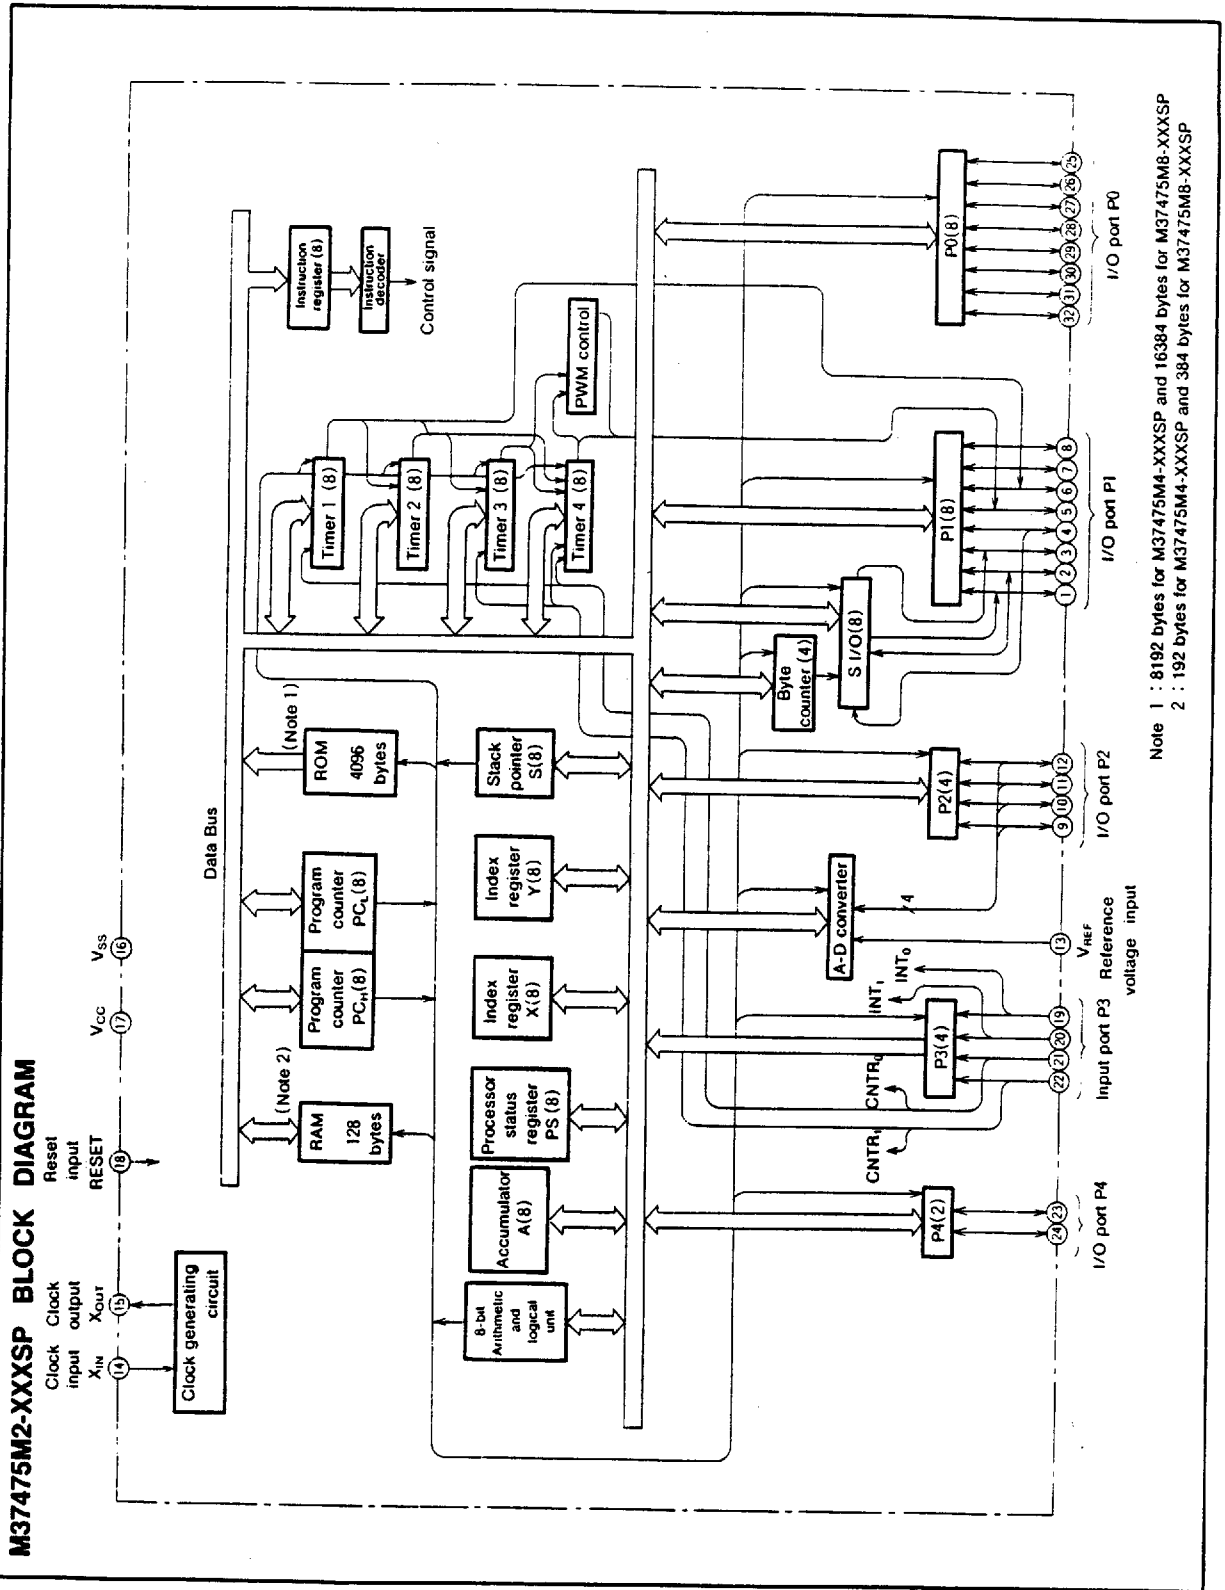 M37475M2-XXXSP BLOCK DIAGRAM
Clock input
XIN
14
Clock output
XOUT
15
Reset input
RESET
18
VCC
17
VSS
16
Clock generating circuit
Data Bus
RAM
128
bytes
(Note 2)
Program counter PCH(8)
Program counter PCL(8)
ROM
4096
bytes
(Note 1)
Instruction register (8)
Instruction decoder
Control signal
Timer 1 (8)
Timer 2 (8)
Timer 3 (8)
Timer 4 (8)
PWM control
8-bit Arithmetic and logical unit
Accumulator A(8)
Processor status register PS (8)
Index register X(8)
Index register Y(8)
Stack pointer S(8)
Byte counter (4)
S I/O(8)
CNTR1
CNTR0
INT1
INT0
P4(2)
P3(4)
A-D converter
4
P2(4)
P1(8)
P0(8)
24 23
I/O port P4
22 21 20 19
Input port P3
13
VREF
Reference voltage input
9 10 11 12
I/O port P2
1 2 3 4 5 6 7 8
I/O port P1
32 31 30 29 28 27 26 25
I/O port P0
Note 1 : 8192 bytes for M37475M4-XXXSP and 16384 bytes for M37475M8-XXXSP
2 : 192 bytes for M37475M4-XXXSP and 384 bytes for M37475M8-XXXSP